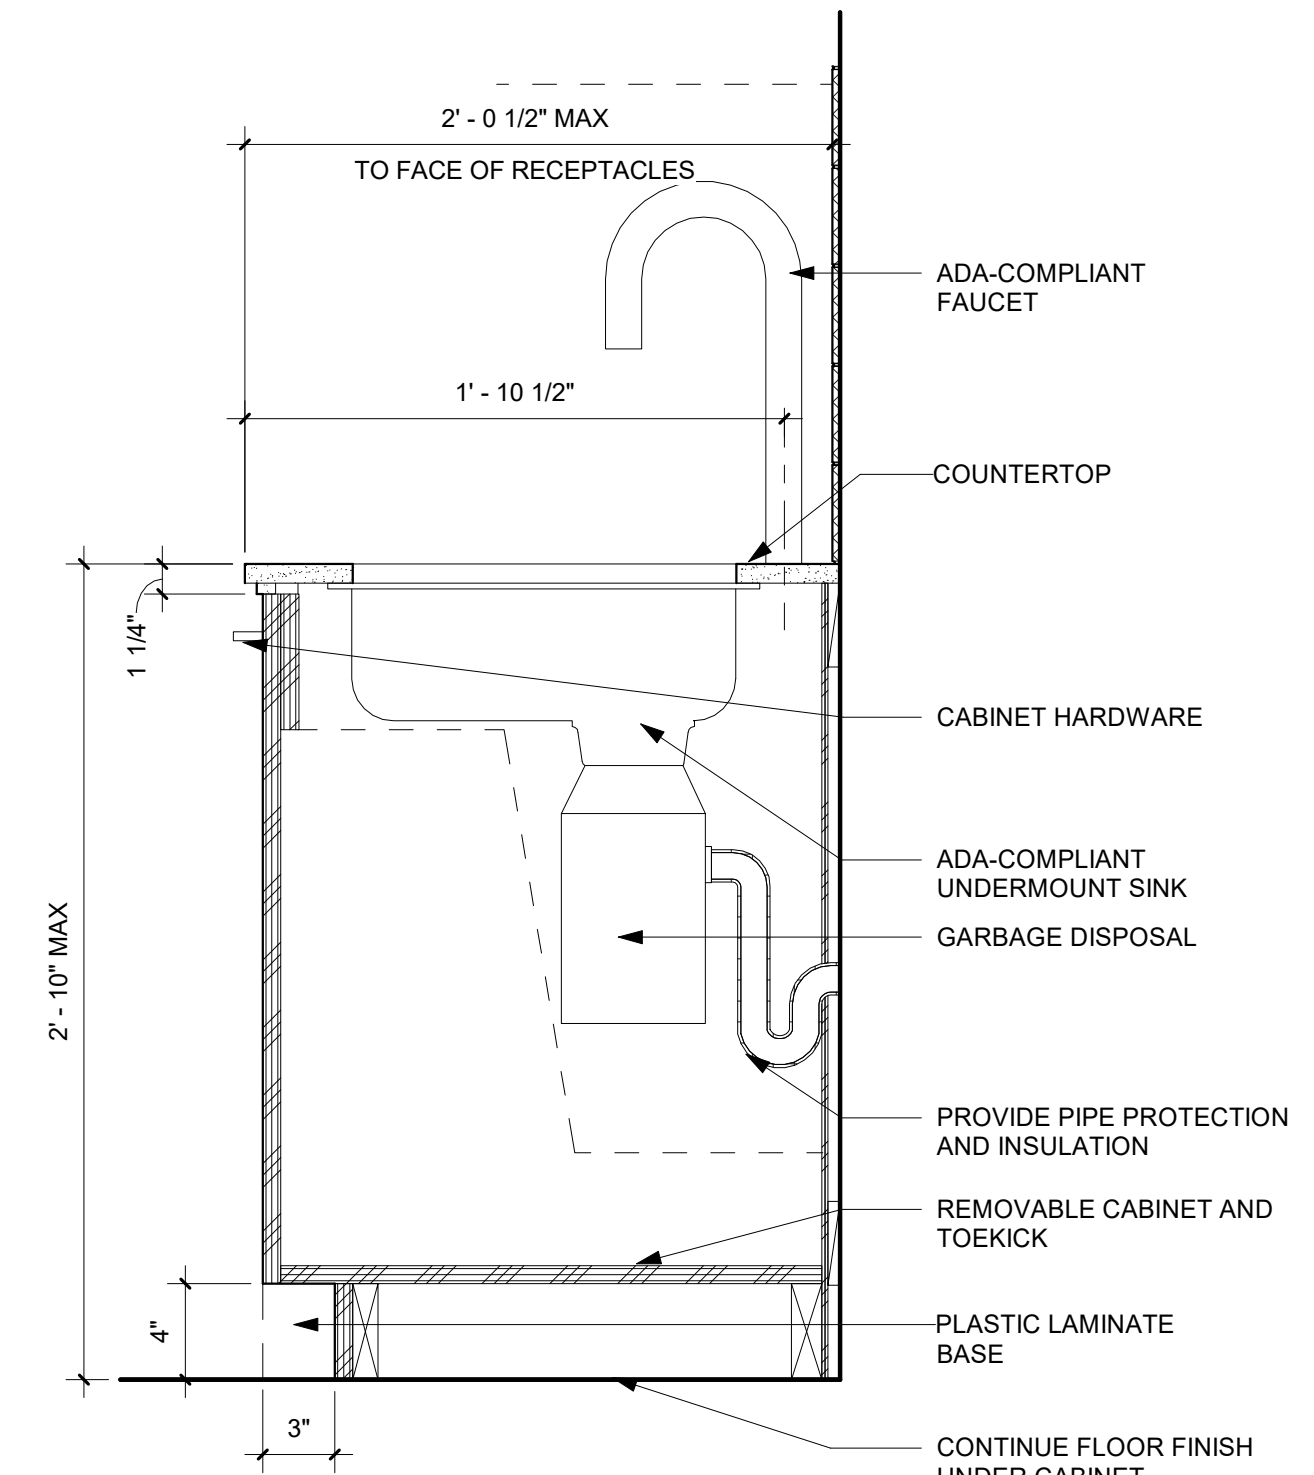 2' - 0 1/2" MAX
TO FACE OF RECEPTACLES
ADA-COMPLIANT
FAUCET
1' - 10 1/2"
COUNTERTOP
1 1/4"
CABINET HARDWARE
ADA-COMPLIANT
UNDERMOUNT SINK
GARBAGE DISPOSAL
2' - 10" MAX
PROVIDE PIPE PROTECTION
AND INSULATION
REMOVABLE CABINET AND
TOEKICK
PLASTIC LAMINATE
BASE
4"
3"
CONTINUE FLOOR FINISH
UNDER CABINET